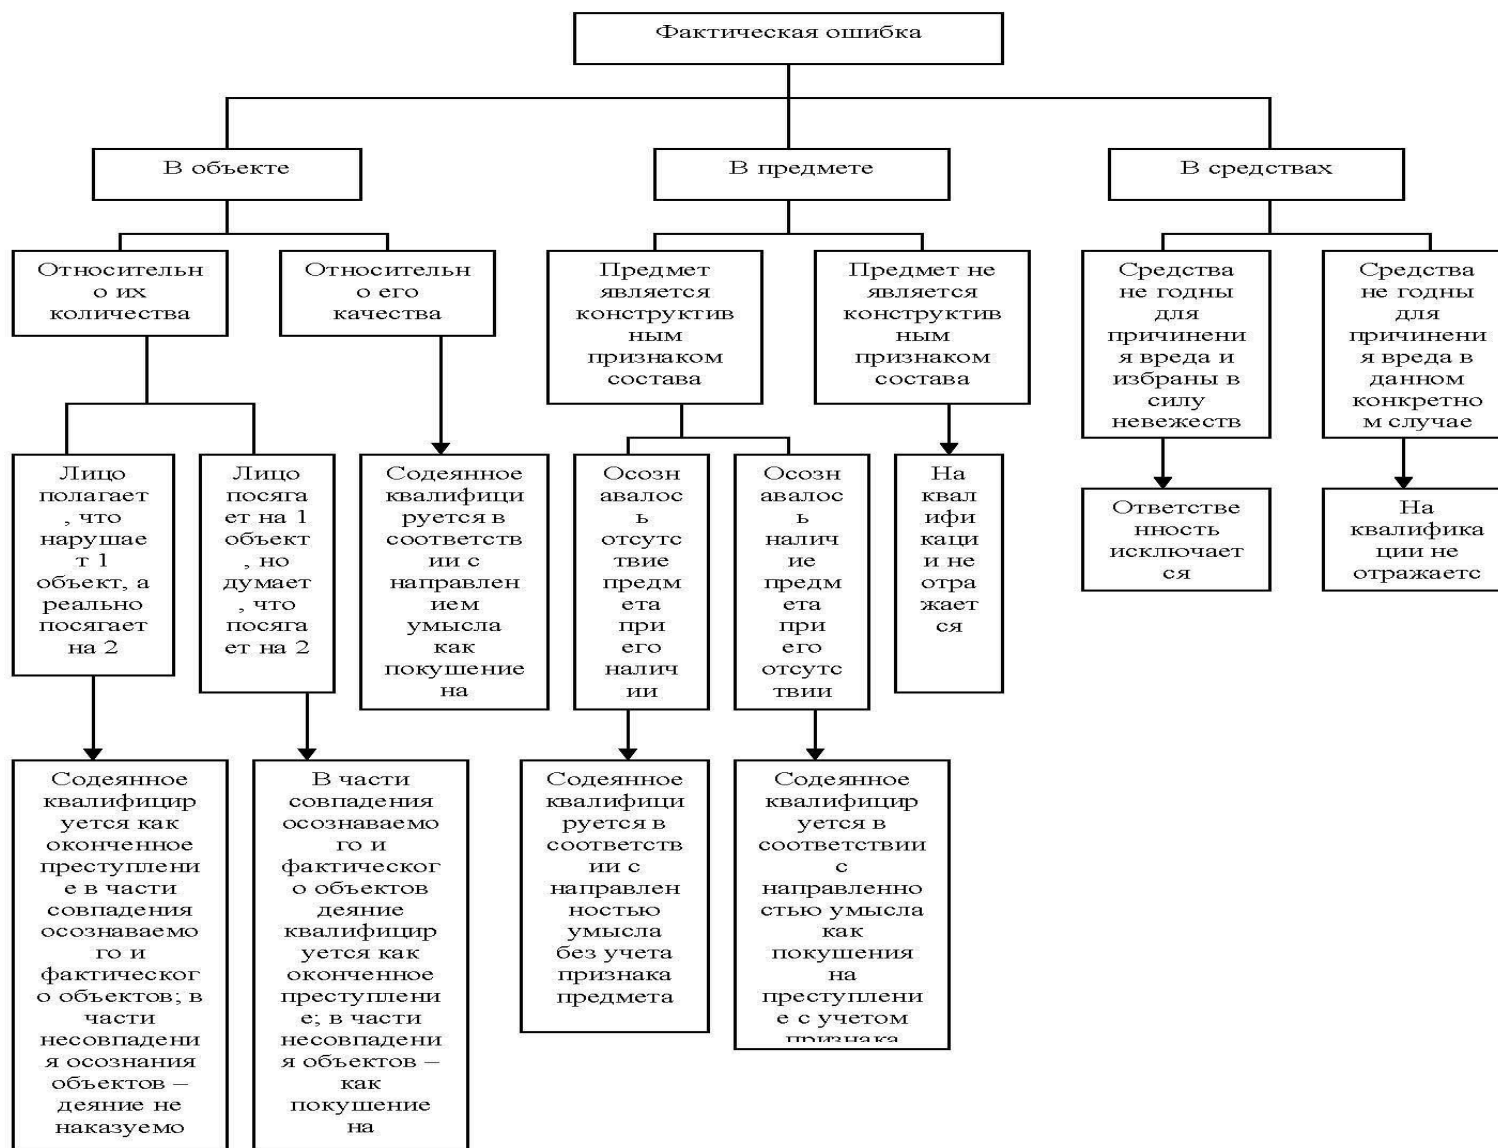 Фактическая ошибка
В объекте
В предмете
В средствах
Относительн
о их
количества
Относительн
о его
качества
Предмет
является
конструктив
ным
признаком
состава
Предмет не
является
конструктив
ным
признаком
состава
Средства
не годны
для
причинени
я вреда и
избраны в
силу
невежеств
Средства
не годны
для
причинени
я вреда в
данном
конкретно
м случае
Лицо
полагает
, что
нарушае
т 1
объект, а
реально
посягает
на 2
Лицо
посяга
ет на 1
объект
, но
думает
, что
посяга
ет на 2
Содеянное
квалифици
руется в
соответств
ии с
направлен
ием
умысла
как
покушение
на
Осозн
авалос
ь
отсутс
твие
предм
ета
при
его
налич
ии
Осозн
авалос
ь
налич
ие
предм
ета
при
его
отсутс
твии
На
квал
ифи
каци
и не
отра
жает
ся
Ответстве
нность
исключает
ся
На
квалифика
ции не
отражаетс
Содеянное
квалифицир
уется как
оконченное
преступлени
е в части
совпадения
осознаваемо
го и
фактическог
о объектов; в
части
несовпадени
я осознания
объектов –
деяние не
наказуемо
В части
совпадения
осознаваемо
го и
фактическог
о объектов
деяние
квалифицир
уется как
оконченное
преступлени
е; в части
несовпадени
я объектов –
как
покушение
на
Содеянное
квалифици
руется в
соответств
ии с
направлен
ностью
умысла
без учета
признака
предмета
Содеянное
квалифицир
уется в
соответствии
с
направленно
стью умысла
как
покушения
на
преступлени
е с учетом
признака